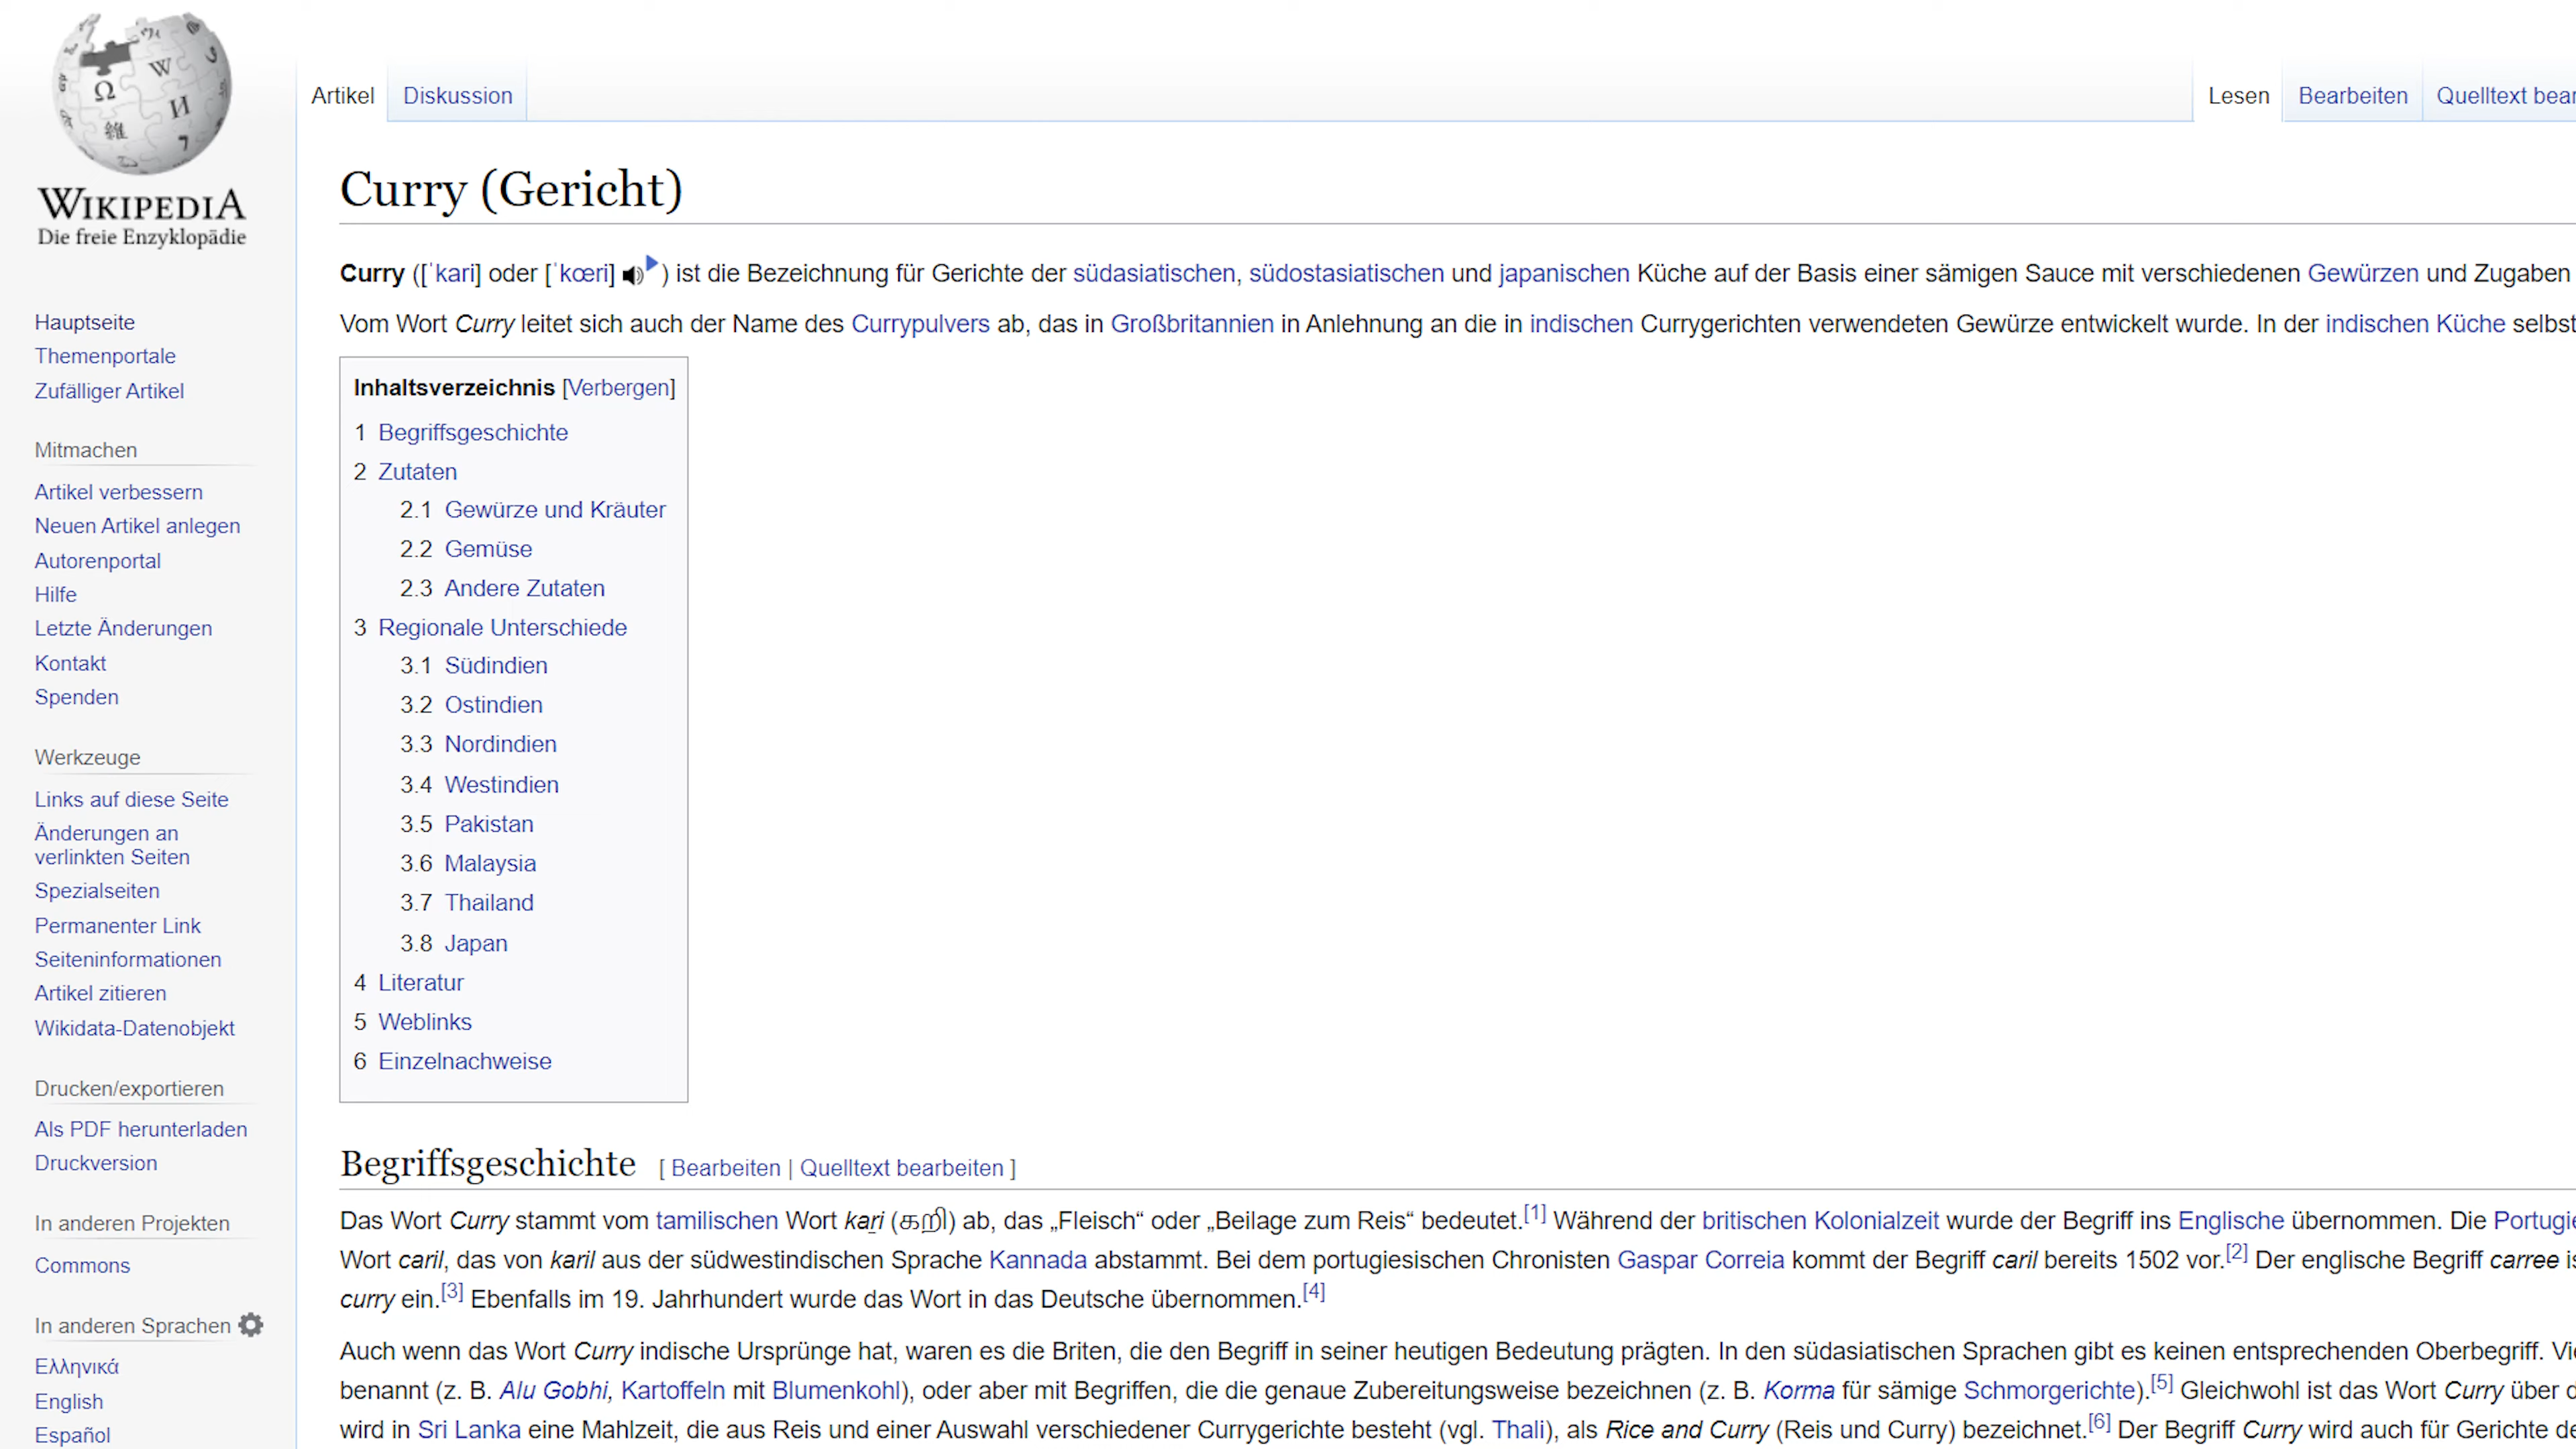 WIKIPEDIA
Die freie Enzyklopädie
Hauptseite
Themenportale
Zufälliger Artikel
Mitmachen
Artikel verbessern
Neuen Artikel anlegen
Autorenportal
Hilfe
Letzte Änderungen
Kontakt
Spenden
Werkzeuge
Links auf diese Seite
Änderungen an
verlinkten Seiten
Spezialseiten
Permanenter Link
Seiteninformationen
Artikel zitieren
Wikidata-Datenobjekt
Drucken/exportieren
Als PDF herunterladen
Druckversion
In anderen Projekten
Commons
In anderen Sprachen
Ελληνικά
English
Español
Artikel Diskussion
Lesen Bearbeiten Quelltext bear
Curry (Gericht)
Curry ([ˈkari] oder [ˈkœri] ) ist die Bezeichnung für Gerichte der südasiatischen, südostasiatischen und japanischen Küche auf der Basis einer sämigen Sauce mit verschiedenen Gewürzen und Zugaben
Vom Wort Curry leitet sich auch der Name des Currypulvers ab, das in Großbritannien in Anlehnung an die in indischen Currygerichten verwendeten Gewürze entwickelt wurde. In der indischen Küche selbst
Inhaltsverzeichnis [Verbergen]
1 Begriffsgeschichte
2 Zutaten
2.1 Gewürze und Kräuter
2.2 Gemüse
2.3 Andere Zutaten
3 Regionale Unterschiede
3.1 Südindien
3.2 Ostindien
3.3 Nordindien
3.4 Westindien
3.5 Pakistan
3.6 Malaysia
3.7 Thailand
3.8 Japan
4 Literatur
5 Weblinks
6 Einzelnachweise
Begriffsgeschichte [ Bearbeiten | Quelltext bearbeiten ]
Das Wort Curry stammt vom tamilischen Wort kaṟi (கறி) ab, das „Fleisch“ oder „Beilage zum Reis“ bedeutet.[1] Während der britischen Kolonialzeit wurde der Begriff ins Englische übernommen. Die Portugie
Wort caril, das von karil aus der südwestindischen Sprache Kannada abstammt. Bei dem portugiesischen Chronisten Gaspar Correia kommt der Begriff caril bereits 1502 vor.[2] Der englische Begriff carree is
curry ein.[3] Ebenfalls im 19. Jahrhundert wurde das Wort in das Deutsche übernommen.[4]
Auch wenn das Wort Curry indische Ursprünge hat, waren es die Briten, die den Begriff in seiner heutigen Bedeutung prägten. In den südasiatischen Sprachen gibt es keinen entsprechenden Oberbegriff. Vi
benannt (z. B. Alu Gobhi, Kartoffeln mit Blumenkohl), oder aber mit Begriffen, die die genaue Zubereitungsweise bezeichnen (z. B. Korma für sämige Schmorgerichte).[5] Gleichwohl ist das Wort Curry über
wird in Sri Lanka eine Mahlzeit, die aus Reis und einer Auswahl verschiedener Currygerichte besteht (vgl. Thali), als Rice and Curry (Reis und Curry) bezeichnet.[6] Der Begriff Curry wird auch für Gerichte